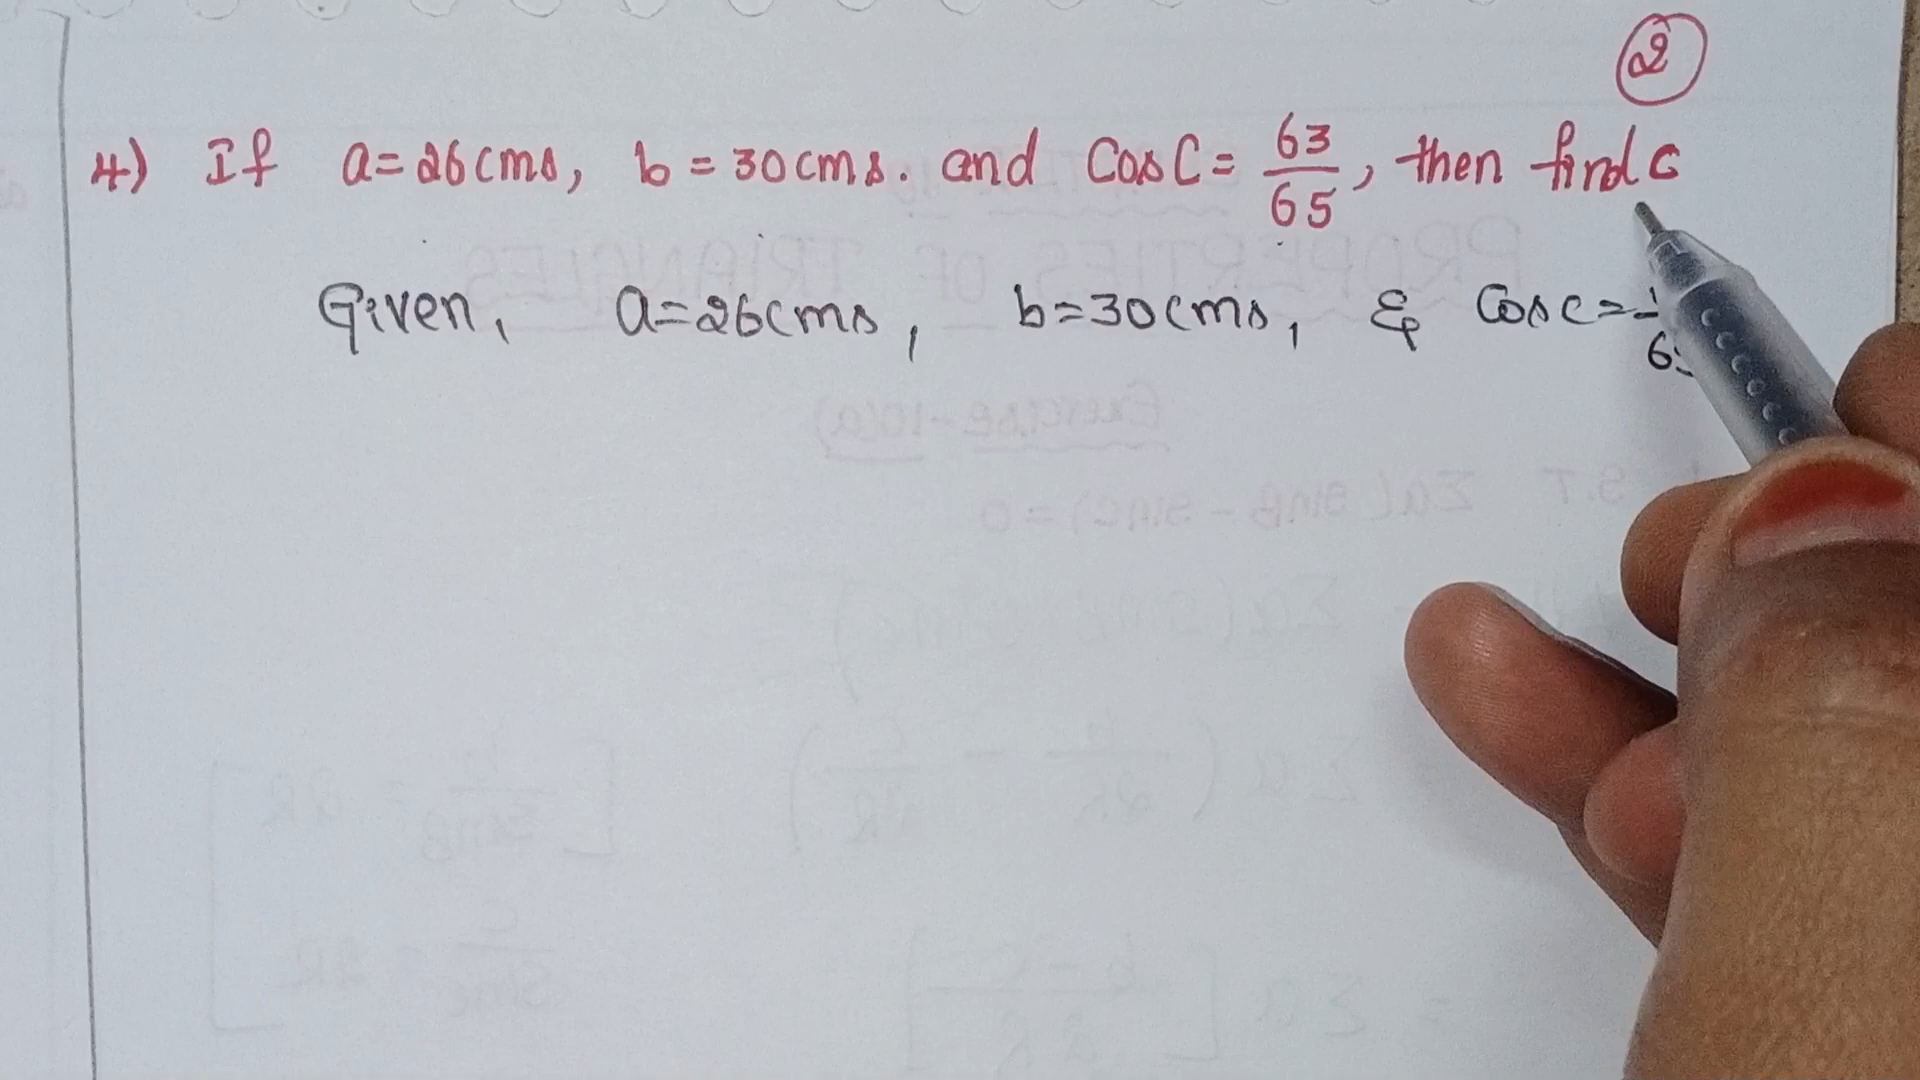 2
4) If a=26cms, b=30cms. and CosC= 63/65, then find c
Given, a=26cms, b=30cms, & Cosc=